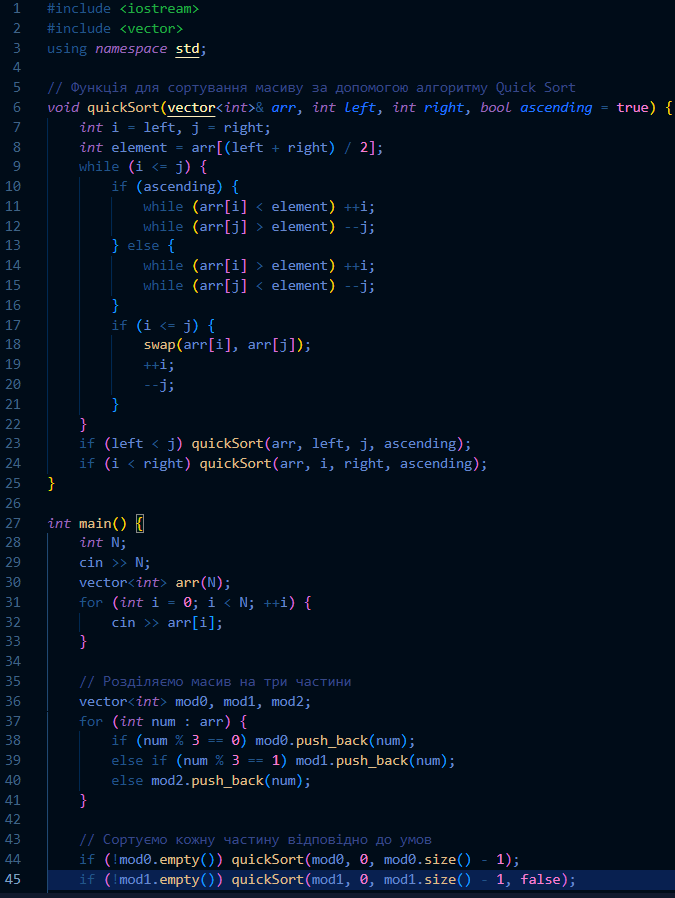 1 #include <iostream>
2 #include <vector>
3 using namespace std;
4
5 // Функція для сортування масиву за допомогою алгоритму Quick Sort
6 void quickSort(vector<int>& arr, int left, int right, bool ascending = true) {
7     int i = left, j = right;
8     int element = arr[(left + right) / 2];
9     while (i <= j) {
10         if (ascending) {
11             while (arr[i] < element) ++i;
12             while (arr[j] > element) --j;
13         } else {
14             while (arr[i] > element) ++i;
15             while (arr[j] < element) --j;
16         }
17         if (i <= j) {
18             swap(arr[i], arr[j]);
19             ++i;
20             --j;
21         }
22     }
23     if (left < j) quickSort(arr, left, j, ascending);
24     if (i < right) quickSort(arr, i, right, ascending);
25 }
26
27 int main() {
28     int N;
29     cin >> N;
30     vector<int> arr(N);
31     for (int i = 0; i < N; ++i) {
32         cin >> arr[i];
33     }
34
35     // Розділяємо масив на три частини
36     vector<int> mod0, mod1, mod2;
37     for (int num : arr) {
38         if (num % 3 == 0) mod0.push_back(num);
39         else if (num % 3 == 1) mod1.push_back(num);
40         else mod2.push_back(num);
41     }
42
43     // Сортуємо кожну частину відповідно до умов
44     if (!mod0.empty()) quickSort(mod0, 0, mod0.size() - 1);
45     if (!mod1.empty()) quickSort(mod1, 0, mod1.size() - 1, false);